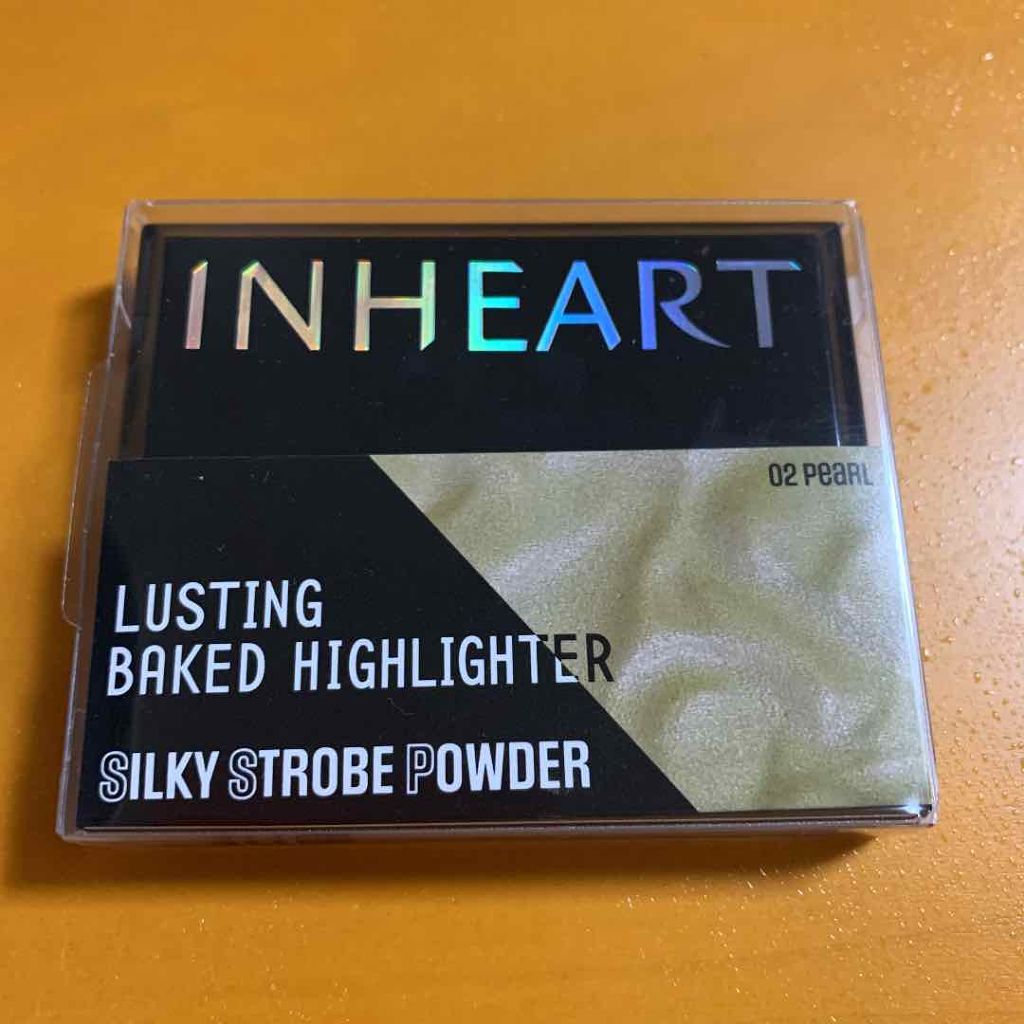 INHEART
02 Pearl
LUSTING
BAKED HIGHLIGHTER
SILKY STROBE POWDER